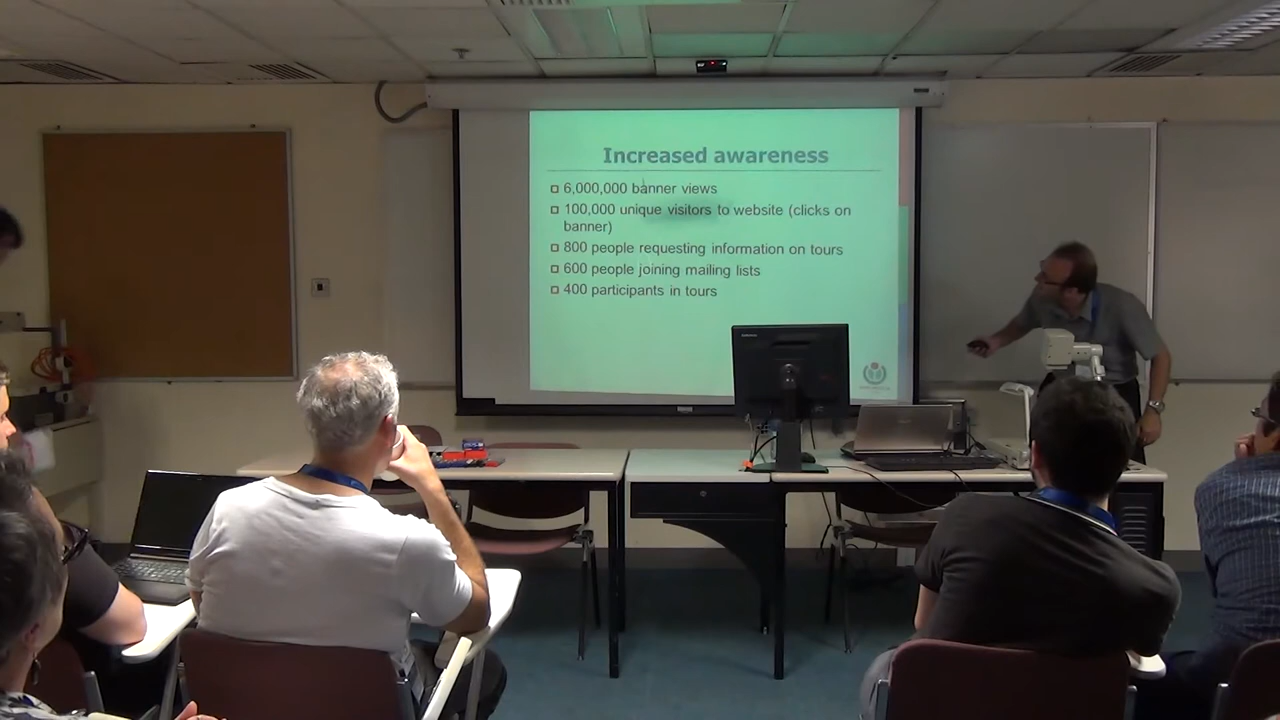 Increased awareness
6,000,000 banner views
100,000 unique visitors to website (clicks on
banner)
800 people requesting information on tours
600 people joining mailing lists
400 participants in tours